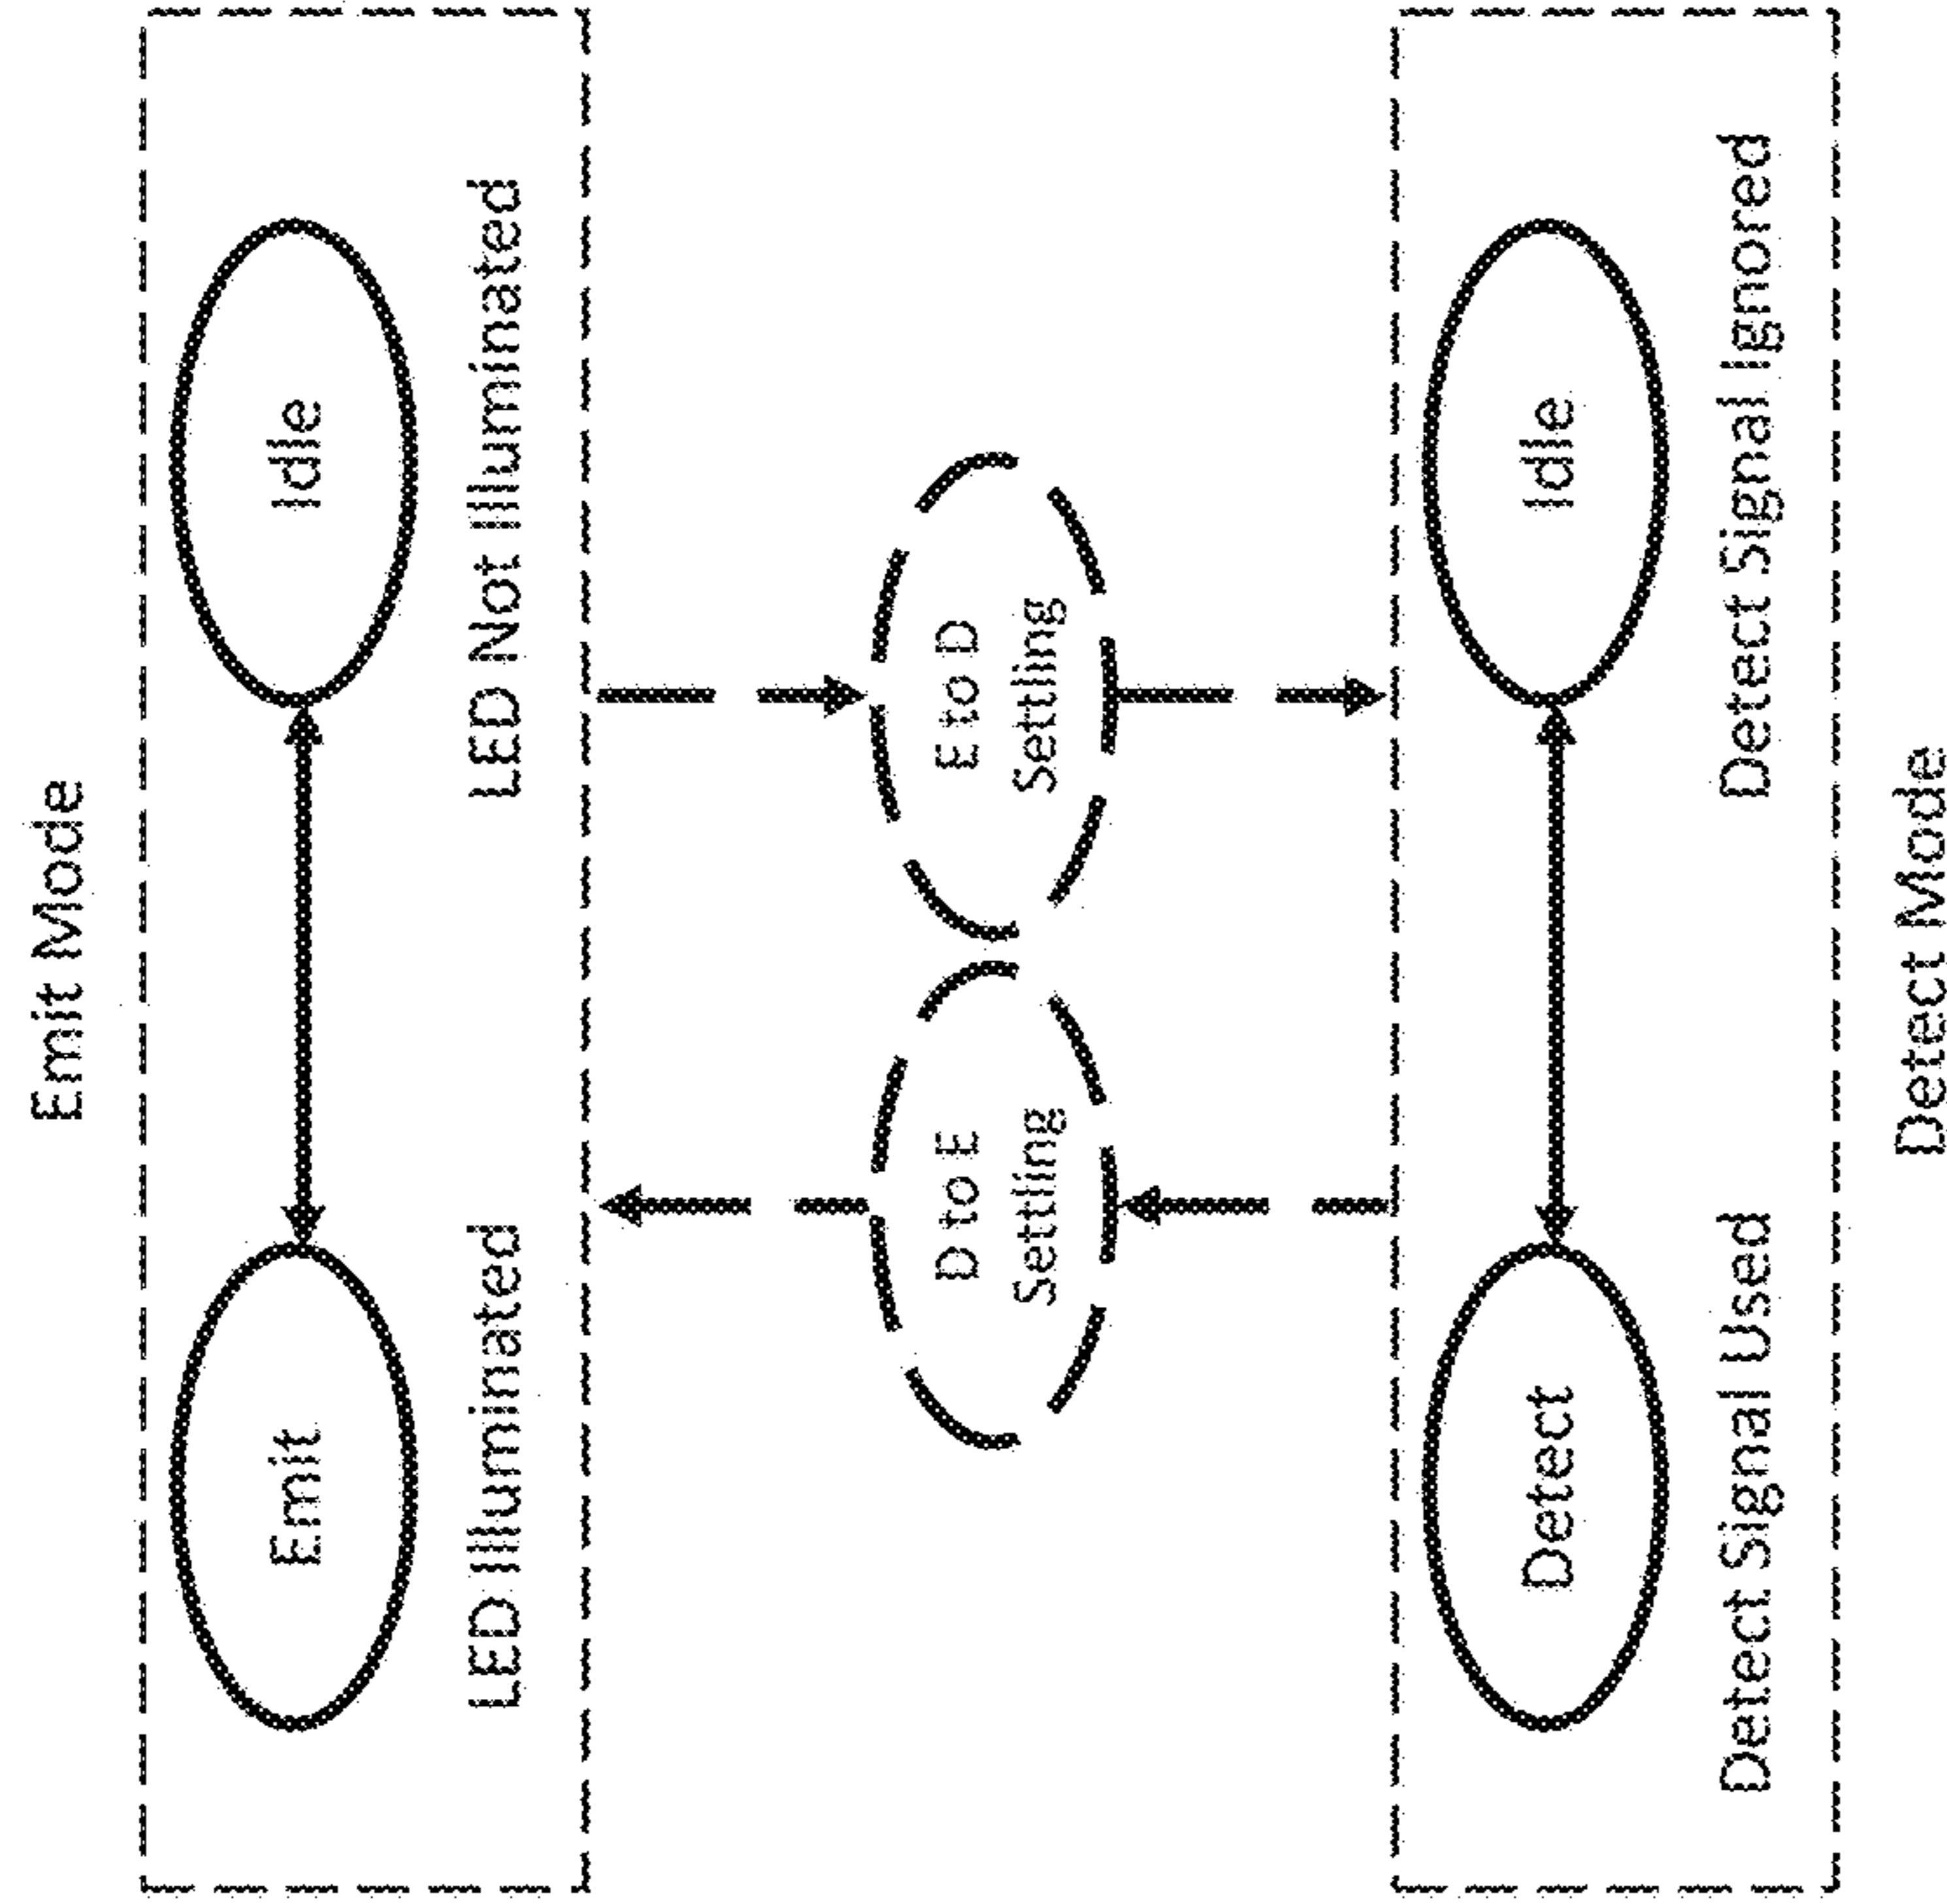 Emit Mode
Emit
Idle
LED Illuminated
LED Not Illuminated
D to E
Settling
E to D
Settling
Detect
Idle
Detect Signal Used
Detect Signal Ignored
Detect Mode